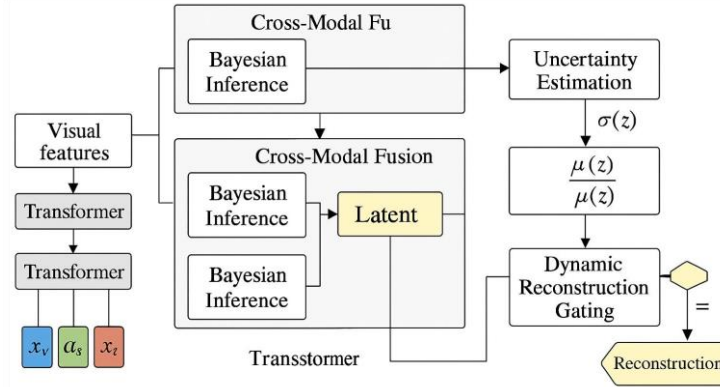 Cross-Modal Fu
Bayesian
Inference
Uncertainty
Estimation
σ(z)
Visual
features
Cross-Modal Fusion
Bayesian
Inference
Latent
μ(z)
μ(z)
Transformer
Transformer
Bayesian
Inference
Dynamic
Reconstruction
Gating
=
x_v a_s x_t
Transstormer
Reconstruction